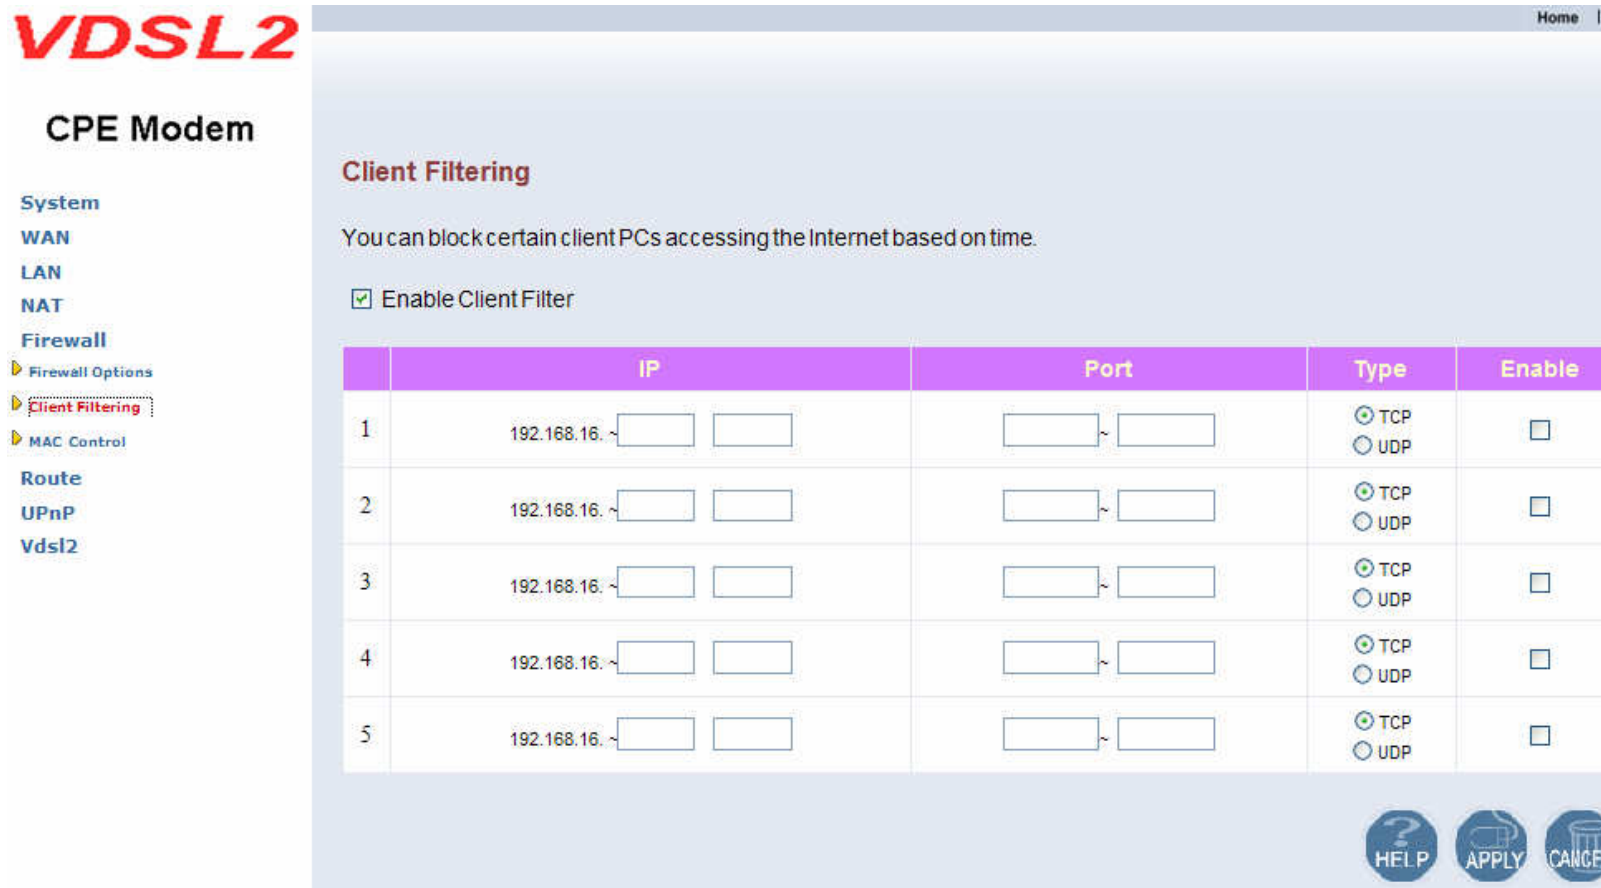 VDSL2
Home |
CPE Modem
Client Filtering
System
WAN
You can block certain client PCs accessing the Internet based on time.
LAN
Enable Client Filter
NAT
Firewall
Firewall Options
Client Filtering
MAC Control
Route
UPnP
Vdsl2
IP Port Type Enable
1 192.168.16. ~ ~ TCP
UDP
2 192.168.16. ~ ~ TCP
UDP
3 192.168.16. ~ ~ TCP
UDP
4 192.168.16. ~ ~ TCP
UDP
5 192.168.16. ~ ~ TCP
UDP
HELP APPLY CANCE